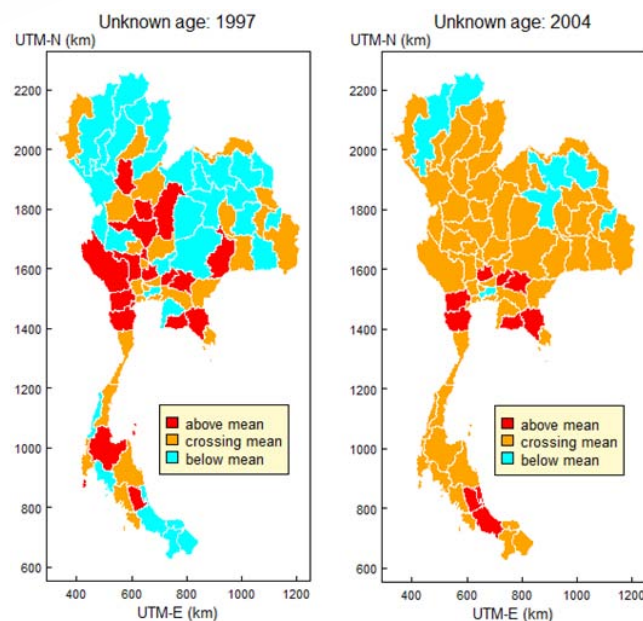 Unknown age: 1997
UTM-N (km)
2200
2000
1800
1600
1400
1200
1000
800
600
above mean
crossing mean
below mean
400 600 800 1000 1200
UTM-E (km)
Unknown age: 2004
UTM-N (km)
2200
2000
1800
1600
1400
1200
1000
800
600
above mean
crossing mean
below mean
400 600 800 1000 1200
UTM-E (km)